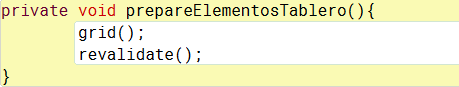 private void prepareElementosTablero(){
grid();
revalidate();
}